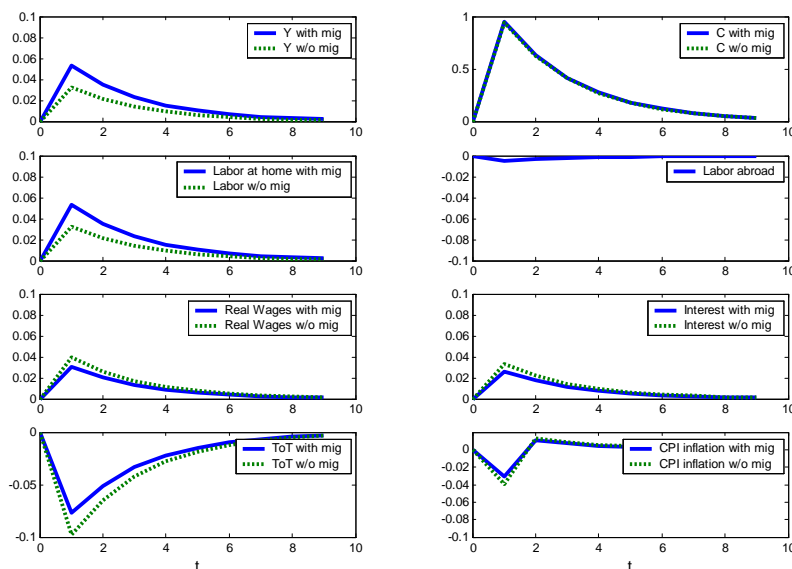 0.1
0.08
0.06
0.04
0.02
0
0 2 4 6 8 10
Y with mig
Y w/o mig
1
0.5
0
0 2 4 6 8 10
C with mig
C w/o mig
0.1
0.08
0.06
0.04
0.02
0
0 2 4 6 8 10
Labor at home with mig
Labor w/o mig
0
-0.02
-0.04
-0.06
-0.08
-0.1
0 2 4 6 8 10
Labor abroad
0.1
0.08
0.06
0.04
0.02
0
0 2 4 6 8 10
Real Wages with mig
Real Wages w/o mig
0.1
0.08
0.06
0.04
0.02
0
0 2 4 6 8 10
Interest with mig
Interest w/o mig
0
-0.05
-0.1
0 2 4 6 8 10
ToT with mig
ToT w/o mig
t
0
-0.02
-0.04
-0.06
-0.08
-0.1
0 2 4 6 8 10
CPI inflation with mig
CPI inflation w/o mig
t